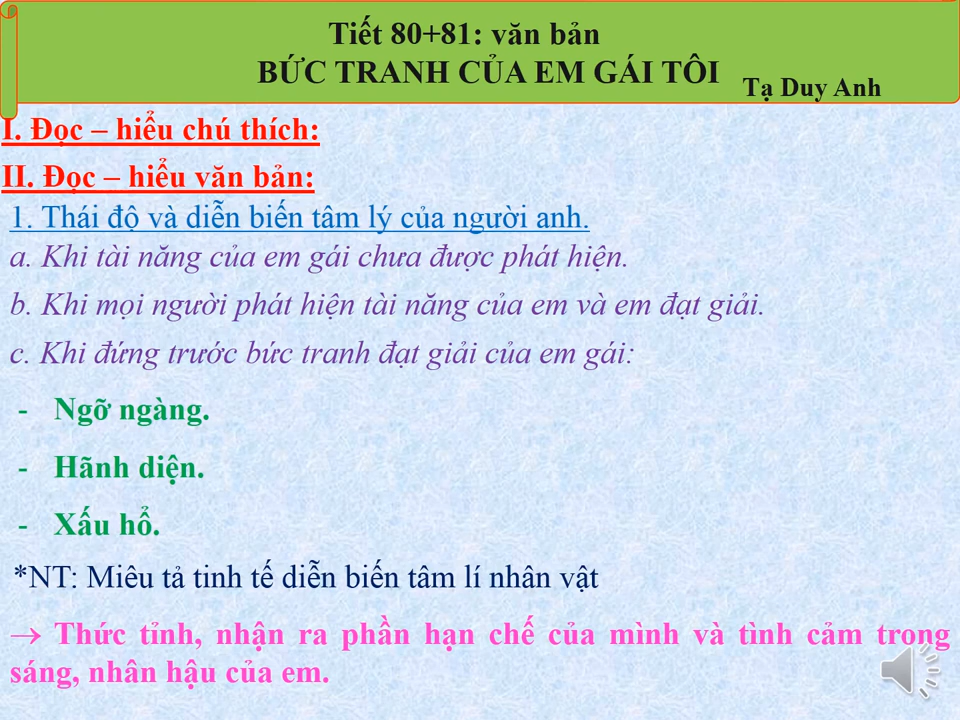 Tiết 80+81: văn bản
BỨC TRANH CỦA EM GÁI TÔI
Tạ Duy Anh
I. Đọc – hiểu chú thích:
II. Đọc – hiểu văn bản:
1. Thái độ và diễn biến tâm lý của người anh.
a. Khi tài năng của em gái chưa được phát hiện.
b. Khi mọi người phát hiện tài năng của em và em đạt giải.
c. Khi đứng trước bức tranh đạt giải của em gái:
- Ngỡ ngàng.
- Hãnh diện.
- Xấu hổ.
*NT: Miêu tả tinh tế diễn biến tâm lí nhân vật
→ Thức tỉnh, nhận ra phần hạn chế của mình và tình cảm trong
sáng, nhân hậu của em.